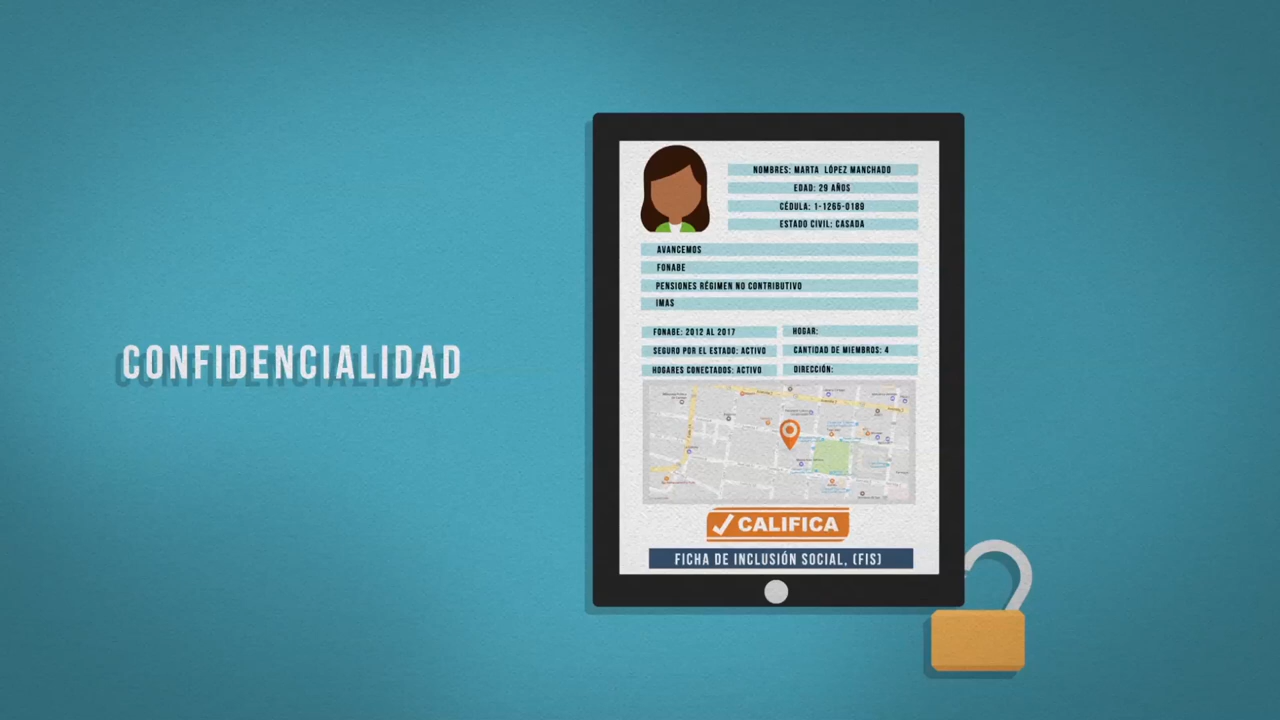 CONFIDENCIALIDAD
NOMBRES: MARTA LÓPEZ MANCHADO
EDAD: 29 AÑOS
CÉDULA: 1-1266-0189
ESTADO CIVIL: CASADA
AVANCEMOS
FONABE
PENSIONES RÉGIMEN NO CONTRIBUTIVO
IMAS
FONABE: 2012 AL 2017
SEGURO POR EL ESTADO: ACTIVO
HOGARES CONECTADOS: ACTIVO
HOGAR:
CANTIDAD DE MIEMBROS: 4
DIRECCIÓN:
CALIFICA
FICHA DE INCLUSIÓN SOCIAL, (FIS)